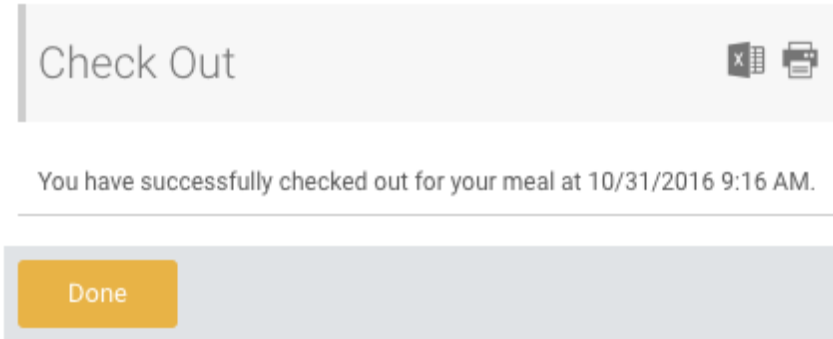 Check Out
X
You have successfully checked out for your meal at 10/31/2016 9:16 AM.
Done